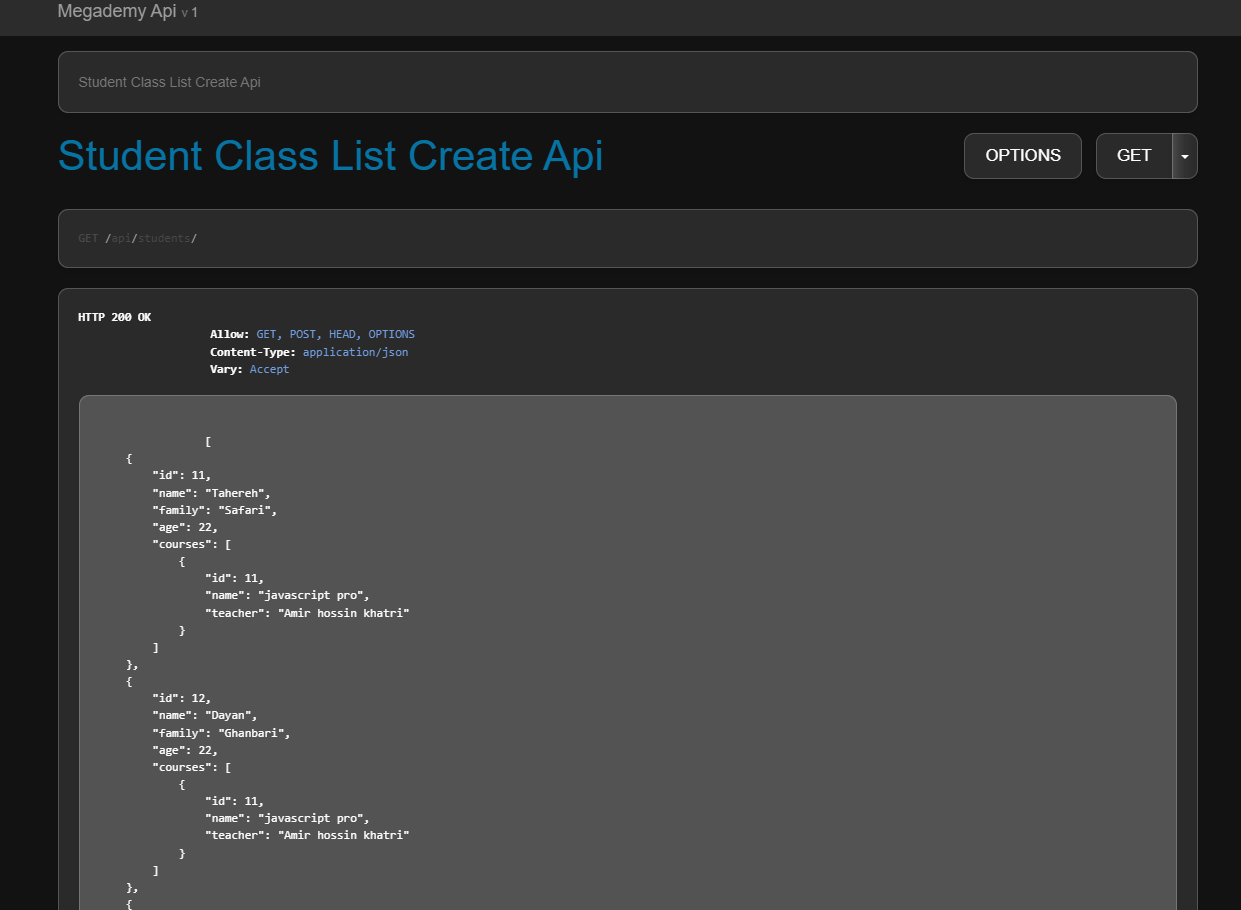 Megademy Api v 1
Student Class List Create Api
Student Class List Create Api
OPTIONS
GET
GET /api/students/
HTTP 200 OK
Allow: GET, POST, HEAD, OPTIONS
Content-Type: application/json
Vary: Accept
[
{
"id": 11,
"name": "Tahereh",
"family": "Safari",
"age": 22,
"courses": [
{
"id": 11,
"name": "javascript pro",
"teacher": "Amir hossin khatri"
}
]
},
{
"id": 12,
"name": "Dayan",
"family": "Ghanbari",
"age": 22,
"courses": [
{
"id": 11,
"name": "javascript pro",
"teacher": "Amir hossin khatri"
}
]
},
{